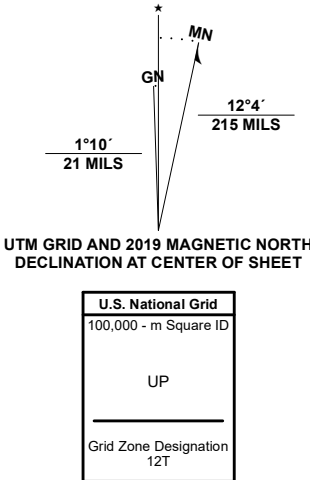 ★
MN
GN
12°4´
215 MILS
1°10´
21 MILS
UTM GRID AND 2019 MAGNETIC NORTH
DECLINATION AT CENTER OF SHEET
U.S. National Grid
100,000 - m Square ID
UP
Grid Zone Designation
12T